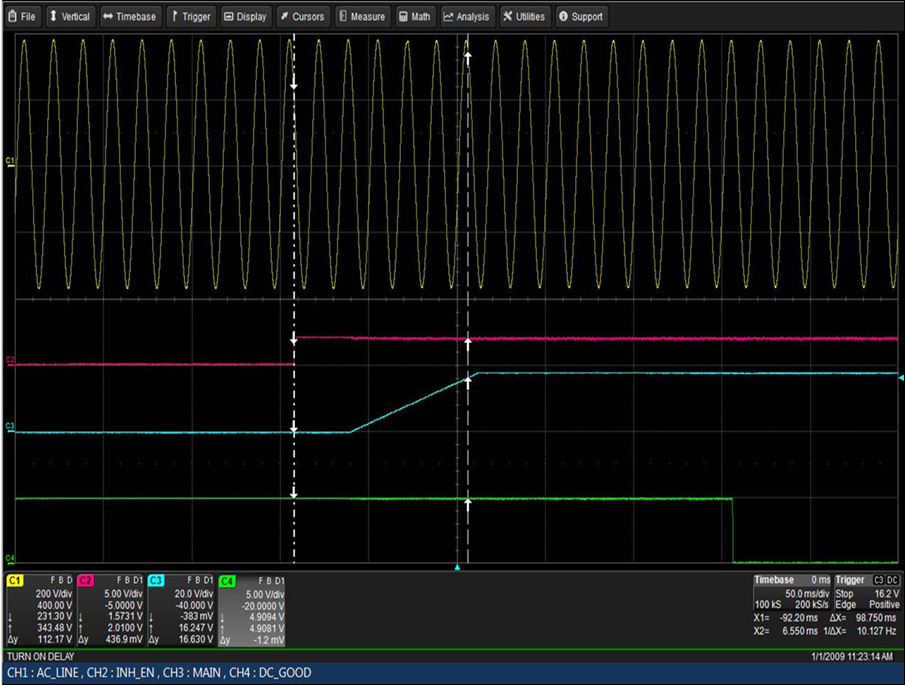 File Vertical Timebase Trigger Display Cursors Measure Math Analysis Utilities Support
C1
C2
C3
C4
C1 F B D C2 F B D1 C3 F B D1 C4 F B D1
200 V/div 5.00 V/div 20.0 V/div 5.00 V/div
400.00 V -5.0000 V -40.000 V -20.0000 V
↓ 231.30 V ↓ 1.5731 V ↓ -383 mV ↓ 4.9094 V
↑ 343.48 V ↑ 2.0100 V ↑ 16.247 V ↑ 4.9081 V
Δy 112.17 V Δy 436.9 mV Δy 16.630 V Δy -1.2 mV
Timebase 0 ms Trigger C3 DC
50.0 ms/div Stop 16.2 V
100 kS 200 kS/s Edge Positive
X1= -92.20 ms ΔX= 98.750 ms
X2= 6.550 ms 1/ΔX= 10.127 Hz
TURN ON DELAY 1/1/2009 11:23:14 AM
CH1 : AC_LINE , CH2 : INH_EN , CH3 : MAIN , CH4 : DC_GOOD